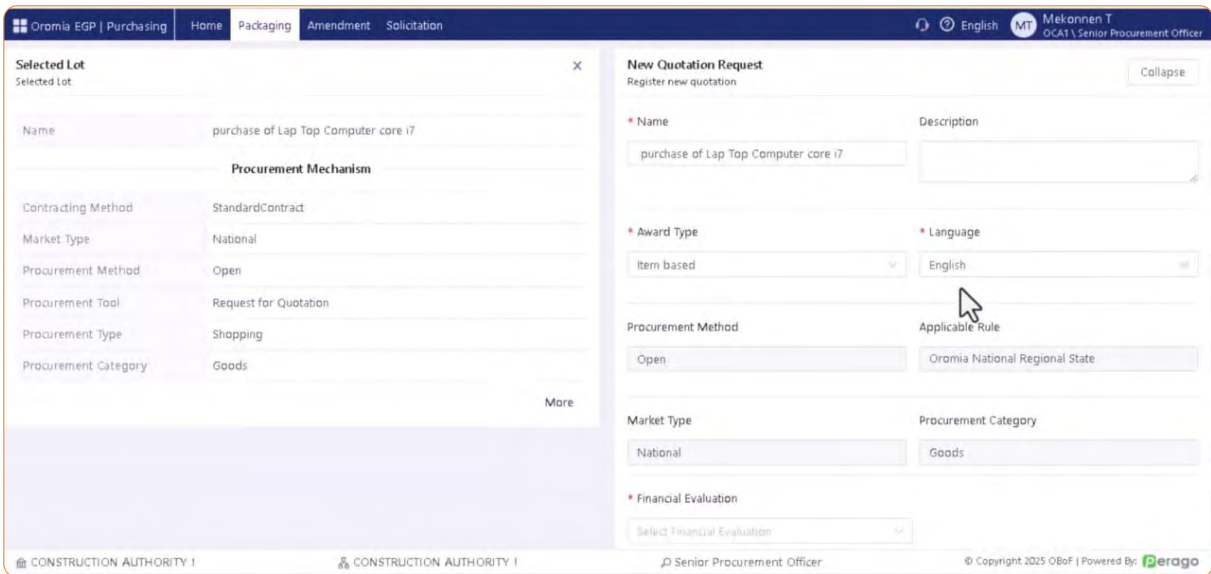 Oromia EGP | Purchasing Home Packaging Amendment Solicitation English MT Mekonnen T
OCA1 \ Senior Procurement Officer
Selected Lot X
Selected Lot
Name purchase of Lap Top Computer core i7
Procurement Mechanism
Contracting Method StandardContract
Market Type National
Procurement Method Open
Procurement Tool Request for Quotation
Procurement Type Shopping
Procurement Category Goods
More
New Quotation Request
Register new quotation
Collapse
* Name Description
purchase of Lap Top Computer core i7
* Award Type * Language
Item based English
Procurement Method Applicable Rule
Open Oromia National Regional State
Market Type Procurement Category
National Goods
* Financial Evaluation
Select Financial Evaluation
CONSTRUCTION AUTHORITY 1 CONSTRUCTION AUTHORITY 1 Senior Procurement Officer © Copyright 2025 OBoF | Powered By: Perago